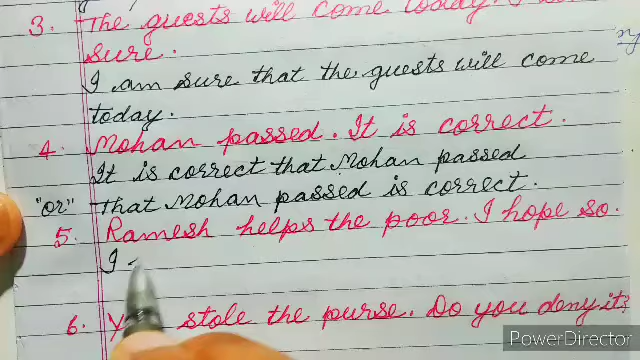 3. The guests will come today. I
sure.
I am sure that the guests will come
today.
4. Mohan passed. It is correct.
It is correct that Mohan passed
"or" That Mohan passed is correct.
5. Ramesh helps the poor. I hope so.
I
6. stole the purse. Do you deny it?
PowerDirector